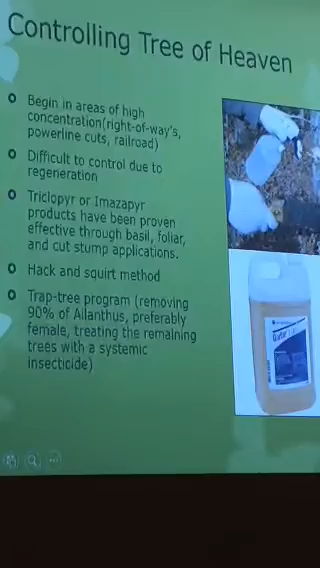 Controlling Tree of Heaven
Begin in areas of high
concentration(right-of-way's,
powerline cuts, railroad)
Difficult to control due to
regeneration
Triclopyr or Imazapyr
products have been proven
effective through basil, foliar,
and cut stump applications.
Hack and squirt method
Trap-tree program (removing
90% of Ailanthus, preferably
female, treating the remaining
trees with a systemic
insecticide)